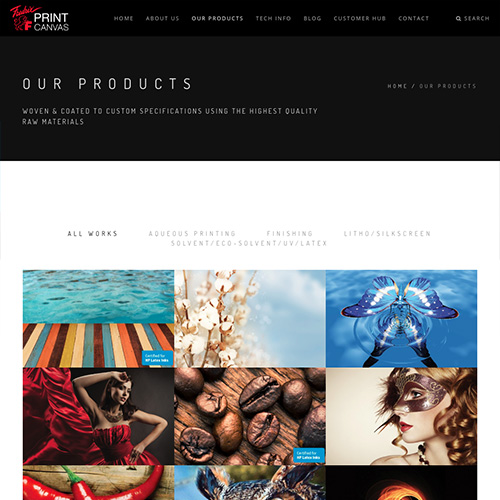 Fredrix
PRINT
CANVAS
HOME ABOUT US OUR PRODUCTS TECH INFO BLOG CUSTOMER HUB CONTACT SEARCH
OUR PRODUCTS
HOME / OUR PRODUCTS
WOVEN & COATED TO CUSTOM SPECIFICATIONS USING THE HIGHEST QUALITY
RAW MATERIALS
ALL WORKS AQUEOUS PRINTING FINISHING LITHO/SILKSCREEN
SOLVENT/ECO-SOLVENT/UV/LATEX
Certified for
HP Latex Inks
Certified for
HP Latex Inks